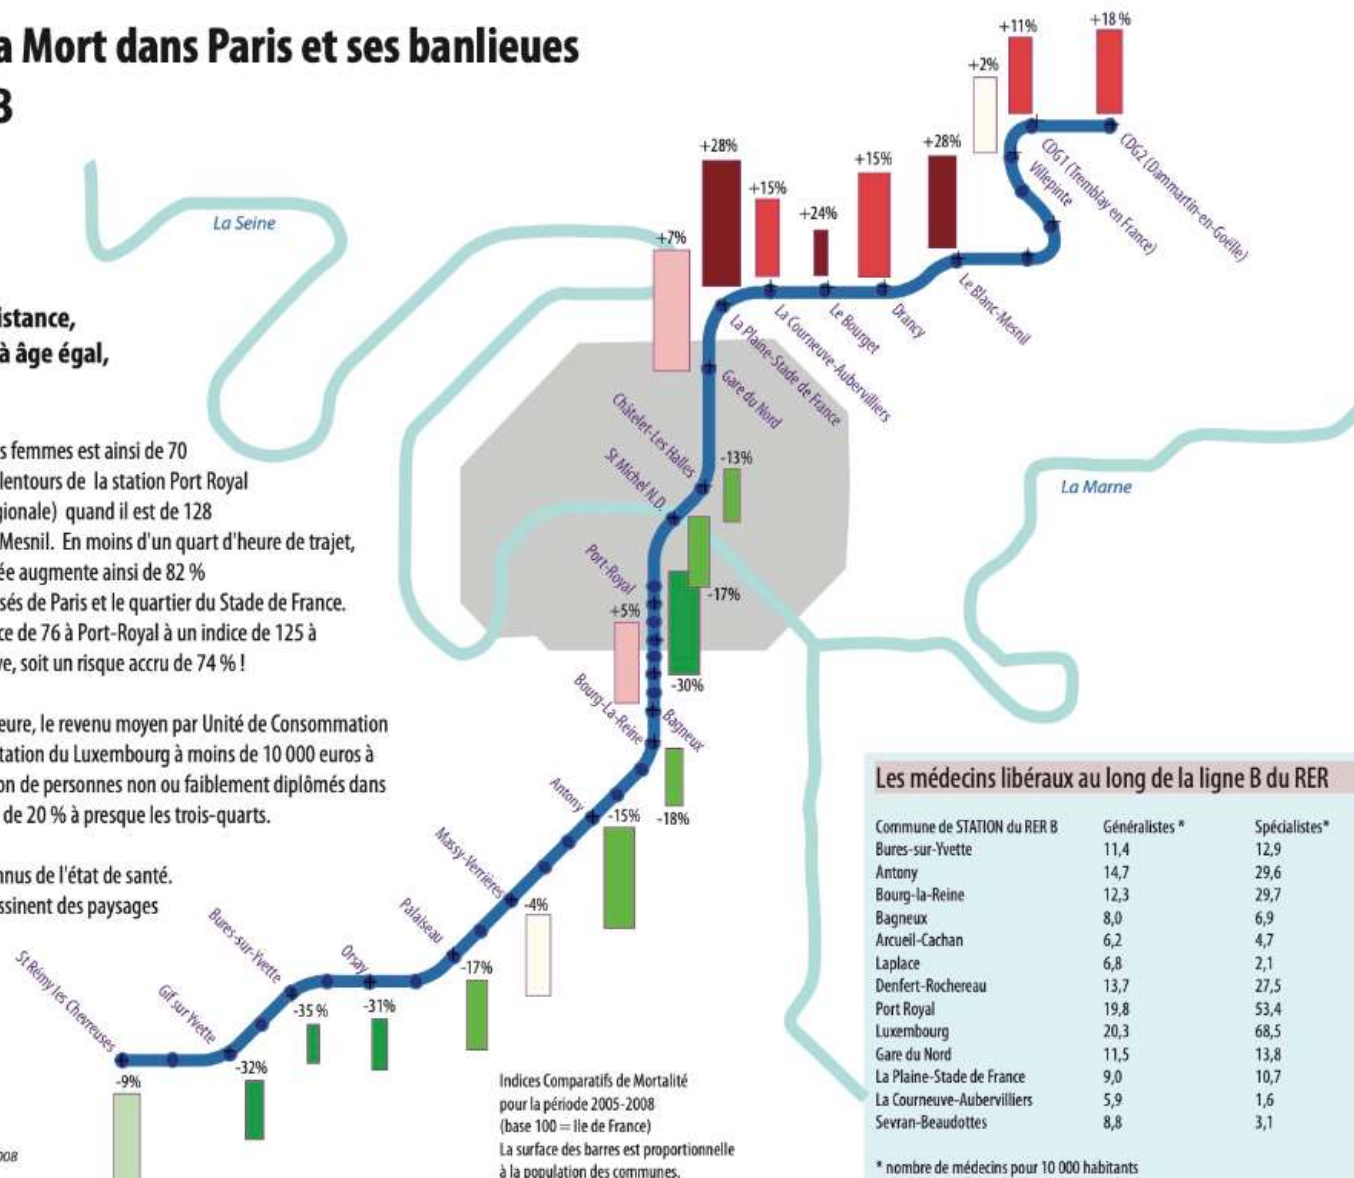 a Mort dans Paris et ses banlieues
B
istance,
à âge égal,
s femmes est ainsi de 70
lentours de la station Port Royal
gionale) quand il est de 128
Mesnil. En moins d'un quart d'heure de trajet,
ée augmente ainsi de 82 %
sés de Paris et le quartier du Stade de France.
ce de 76 à Port-Royal à un indice de 125 à
ve, soit un risque accru de 74 % !
eure, le revenu moyen par Unité de Consommation
tation du Luxembourg à moins de 10 000 euros à
on de personnes non ou faiblement diplômés dans
de 20 % à presque les trois-quarts.
nnus de l'état de santé.
ssinent des paysages
008
La Seine
La Marne
+18 %
+11%
+2%
+28%
+15%
+24%
+15%
+28%
+7%
-13%
-17%
-30%
+5%
-18%
-15%
-4%
-17%
-31%
-35 %
-32%
-9%
CDG2 (Dammartin-en-Goëlle)
CDG1 (Tremblay en France)
Villepinte
Le Blanc-Mesnil
Drancy
Le Bourget
La Courneuve-Aubervilliers
La Plaine-Stade de France
Gare du Nord
Châtelet-Les Halles
St Michel N.D.
Port-Royal
Bagneux
Bourg-La-Reine
Antony
Massy-Verrières
Palaiseau
Orsay
Bures-sur-Yvette
Gif sur Yvette
St Rémy les Chevreuses
Indices Comparatifs de Mortalité
pour la période 2005-2008
(base 100 = Ile de France)
La surface des barres est proportionnelle
à la population des communes.
Les médecins libéraux au long de la ligne B du RER
Commune de STATION du RER B Généralistes * Spécialistes*
Bures-sur-Yvette 11,4 12,9
Antony 14,7 29,6
Bourg-la-Reine 12,3 29,7
Bagneux 8,0 6,9
Arcueil-Cachan 6,2 4,7
Laplace 6,8 2,1
Denfert-Rochereau 13,7 27,5
Port Royal 19,8 53,4
Luxembourg 20,3 68,5
Gare du Nord 11,5 13,8
La Plaine-Stade de France 9,0 10,7
La Courneuve-Aubervilliers 5,9 1,6
Sevran-Beaudottes 8,8 3,1
* nombre de médecins pour 10 000 habitants